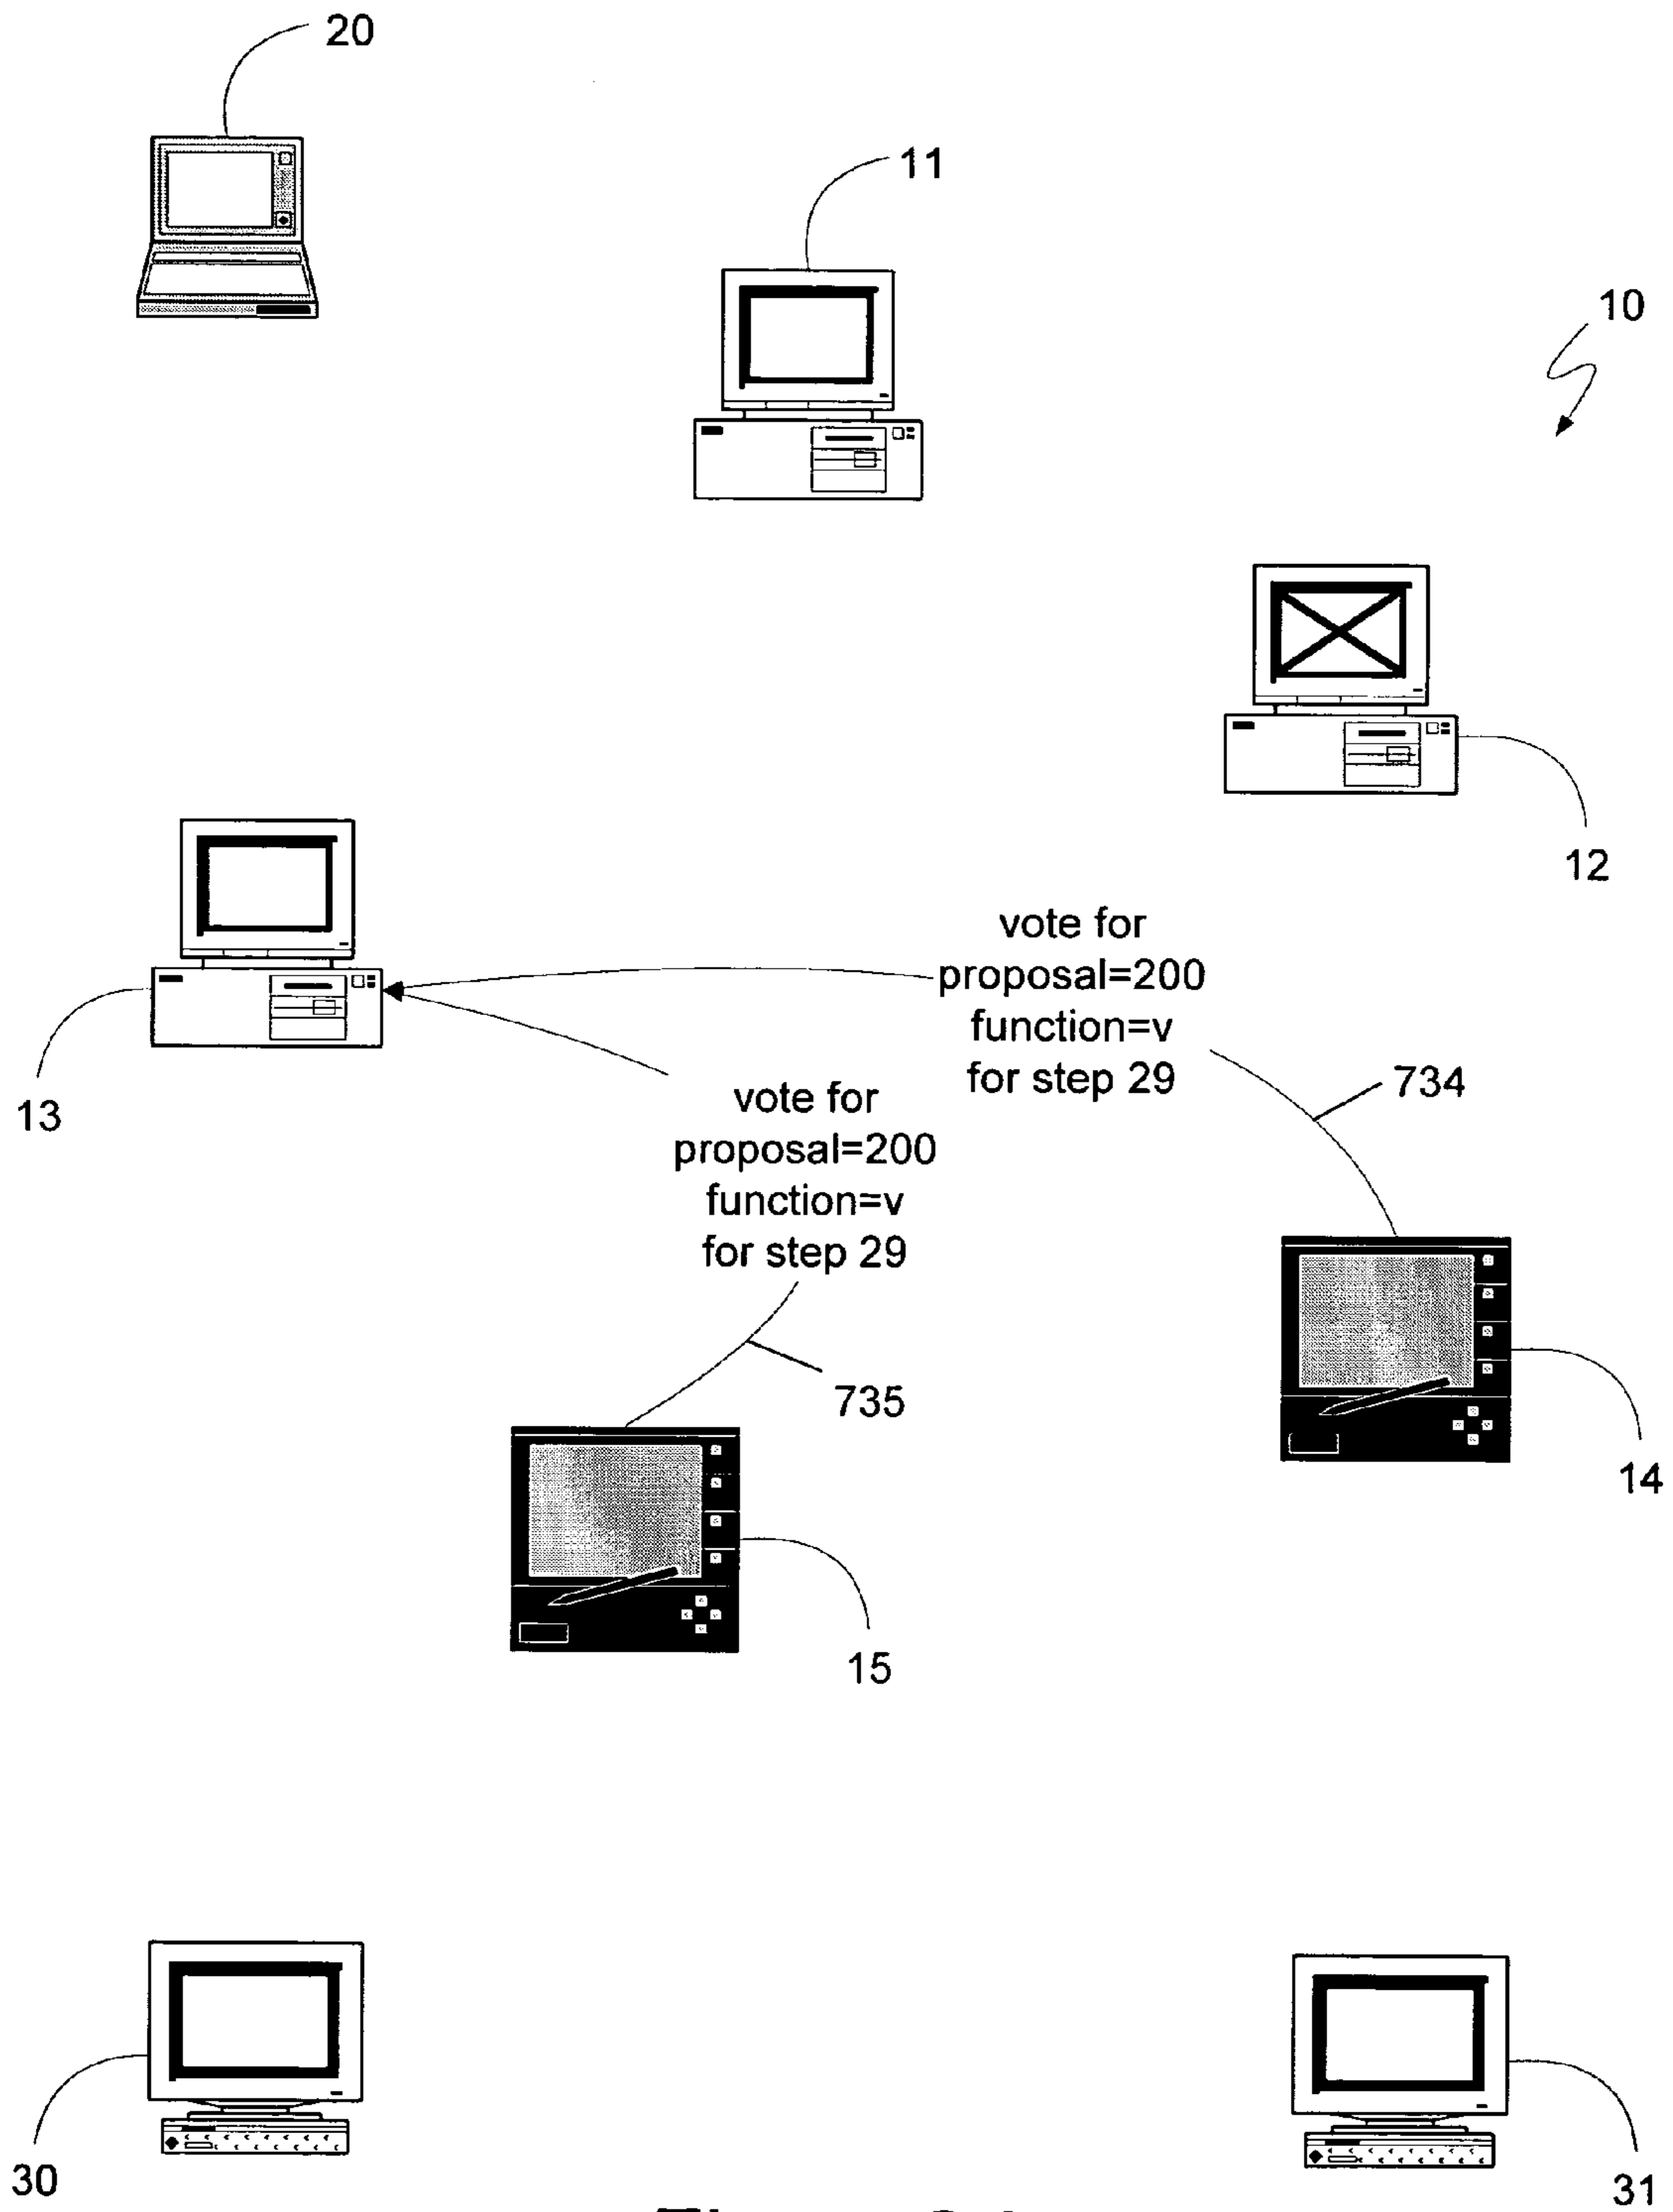 20
11
10
12
vote for
proposal=200
function=v
for step 29
734
13
vote for
proposal=200
function=v
for step 29
735
14
15
30
31